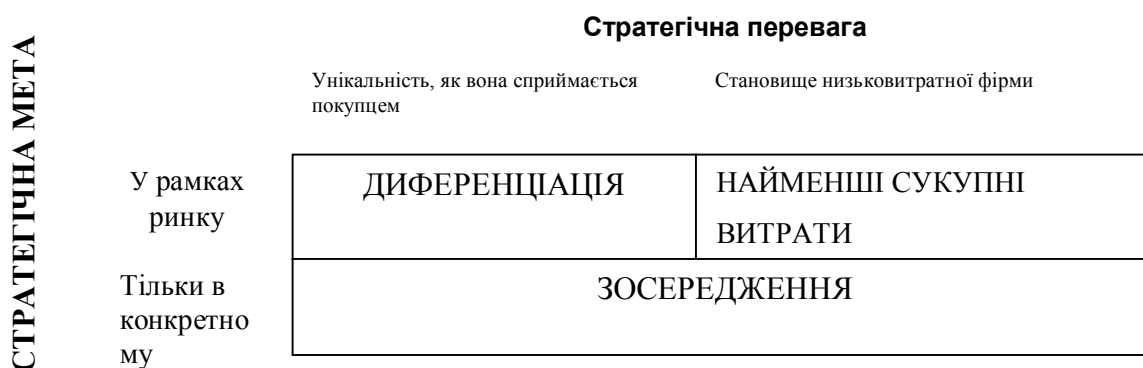 Стратегічна перевага
СТРАТЕГІЧНА МЕТА
Унікальність, як вона сприймається
покупцем
Становище низьковитратної фірми
У рамках
ринку
ДИФЕРЕНЦІАЦІЯ
НАЙМЕНШІ СУКУПНІ
ВИТРАТИ
Тільки в
конкретно
му
ЗОСЕРЕДЖЕННЯ